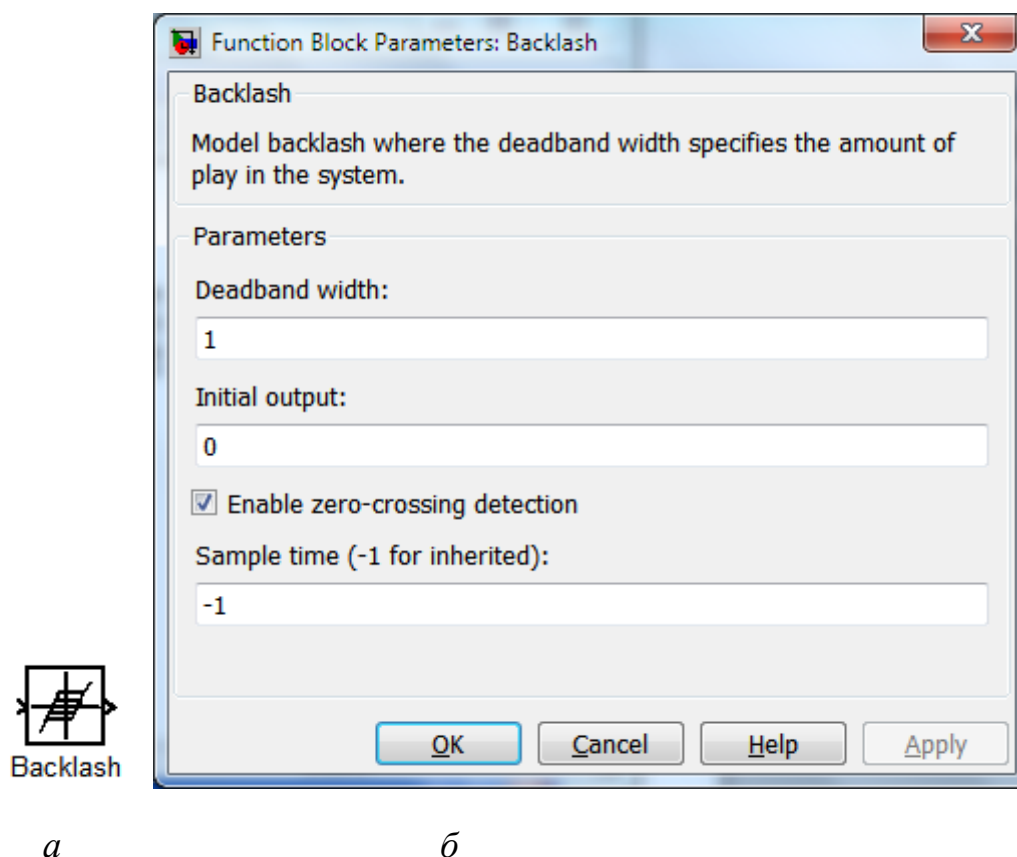 Function Block Parameters: Backlash
Backlash
Model backlash where the deadband width specifies the amount of
play in the system.
Parameters
Deadband width:
1
Initial output:
0
Enable zero-crossing detection
Sample time (-1 for inherited):
-1
OK Cancel Help Apply
Backlash
а б